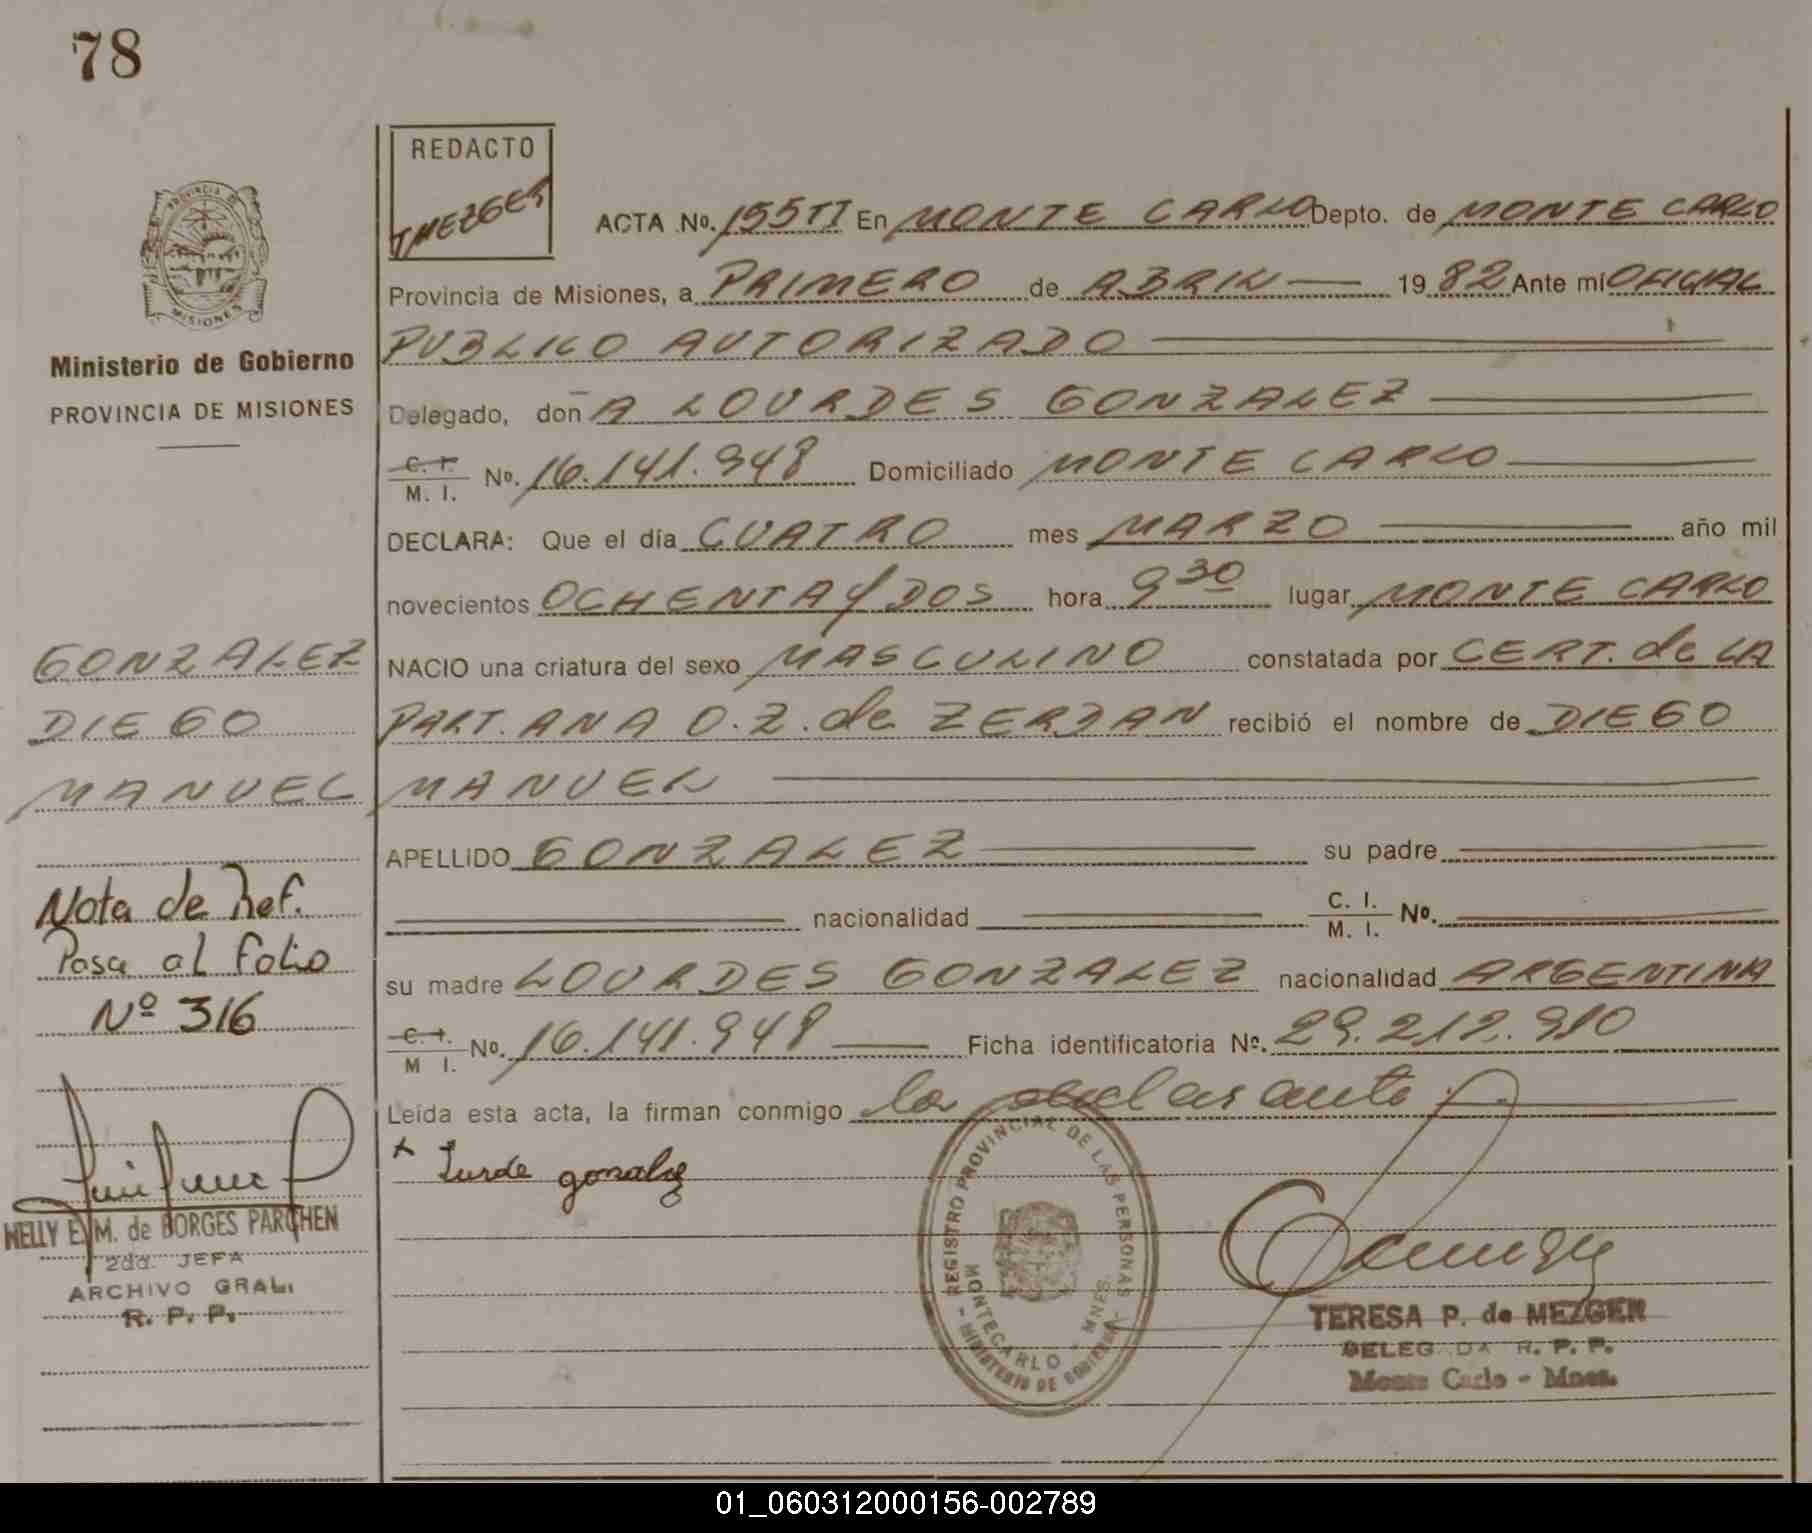 78
REDACTO
TMEZGER
PROVINCIA DE
MISIONES
Ministerio de Gobierno
PROVINCIA DE MISIONES
ACTA No. 155TI En MONTE CARLO Depto. de MONTE CARLO
Provincia de Misiones, a PRIMERO de ABRIL 1982 Ante mí OFICIAL
PUBLICO AUTORIZADO
Delegado, don A LOURDES GONZALEZ
C. I. / M. I. No. 16.141.948 Domiciliado MONTE CARLO
DECLARA: Que el día CUATRO mes MARZO año mil
novecientos OCHENTA Y DOS hora 9 30 lugar MONTE CARLO
NACIO una criatura del sexo MASCULINO constatada por CERT. de LA
PART. ANA O. Z. de ZERDAN recibió el nombre de DIEGO
MANUEL
APELLIDO GONZALEZ su padre
nacionalidad C. I. / M. I. No.
su madre LOURDES GONZALEZ nacionalidad ARGENTINA
C. I. / M I. No. 16.141.948 Ficha identificatoria No. 29.212.910
Leída esta acta, la firman conmigo la declarante
x Lurde gonzalez
GONZALEZ
DIEGO
MANUEL
Nota de Ref.
Pasa al folio
Nº 316
NELLY E. M. de BORGES PARCHEN
2da. JEFA
ARCHIVO GRAL.
R. P. P.
REGISTRO PROVINCIAL DE LAS PERSONAS
MONTECARLO - MNES
MINISTERIO DE GOBIERNO
TERESA P. de MEZGER
DELEGADA R. P. P.
Monte Carlo - Mnes.
01_060312000156-002789